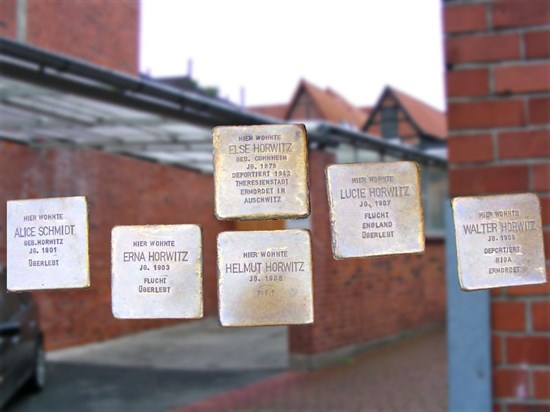 HIER WOHNTE
ALICE SCHMIDT
GEB. HORWITZ
JG. 1901
ÜBERLEBT
HIER WOHNTE
ERNA HORWITZ
JG. 1903
FLUCHT
ÜBERLEBT
HIER WOHNTE
ELSE HORWITZ
GEB. COHNHEIM
JG. 1879
DEPORTIERT 1942
THERESIENSTADT
ERMORDET IN
AUSCHWITZ
HIER WOHNTE
HELMUT HORWITZ
JG.
HIER WOHNTE
LUCIE HORWITZ
JG. 1907
FLUCHT
ENGLAND
ÜBERLEBT
HIER WOHNTE
WALTER HORWITZ
JG.
DEPORTIERT
RIGA
ERMORDET